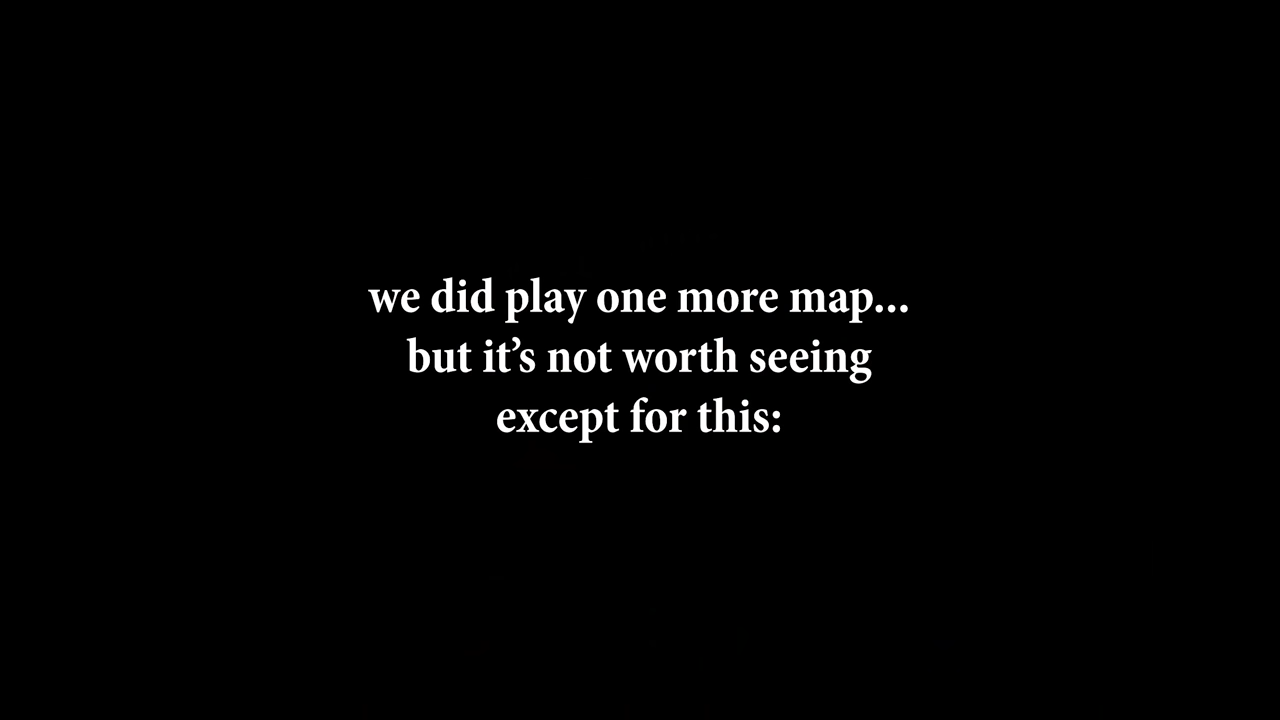 we did play one more map...
but it’s not worth seeing
except for this: